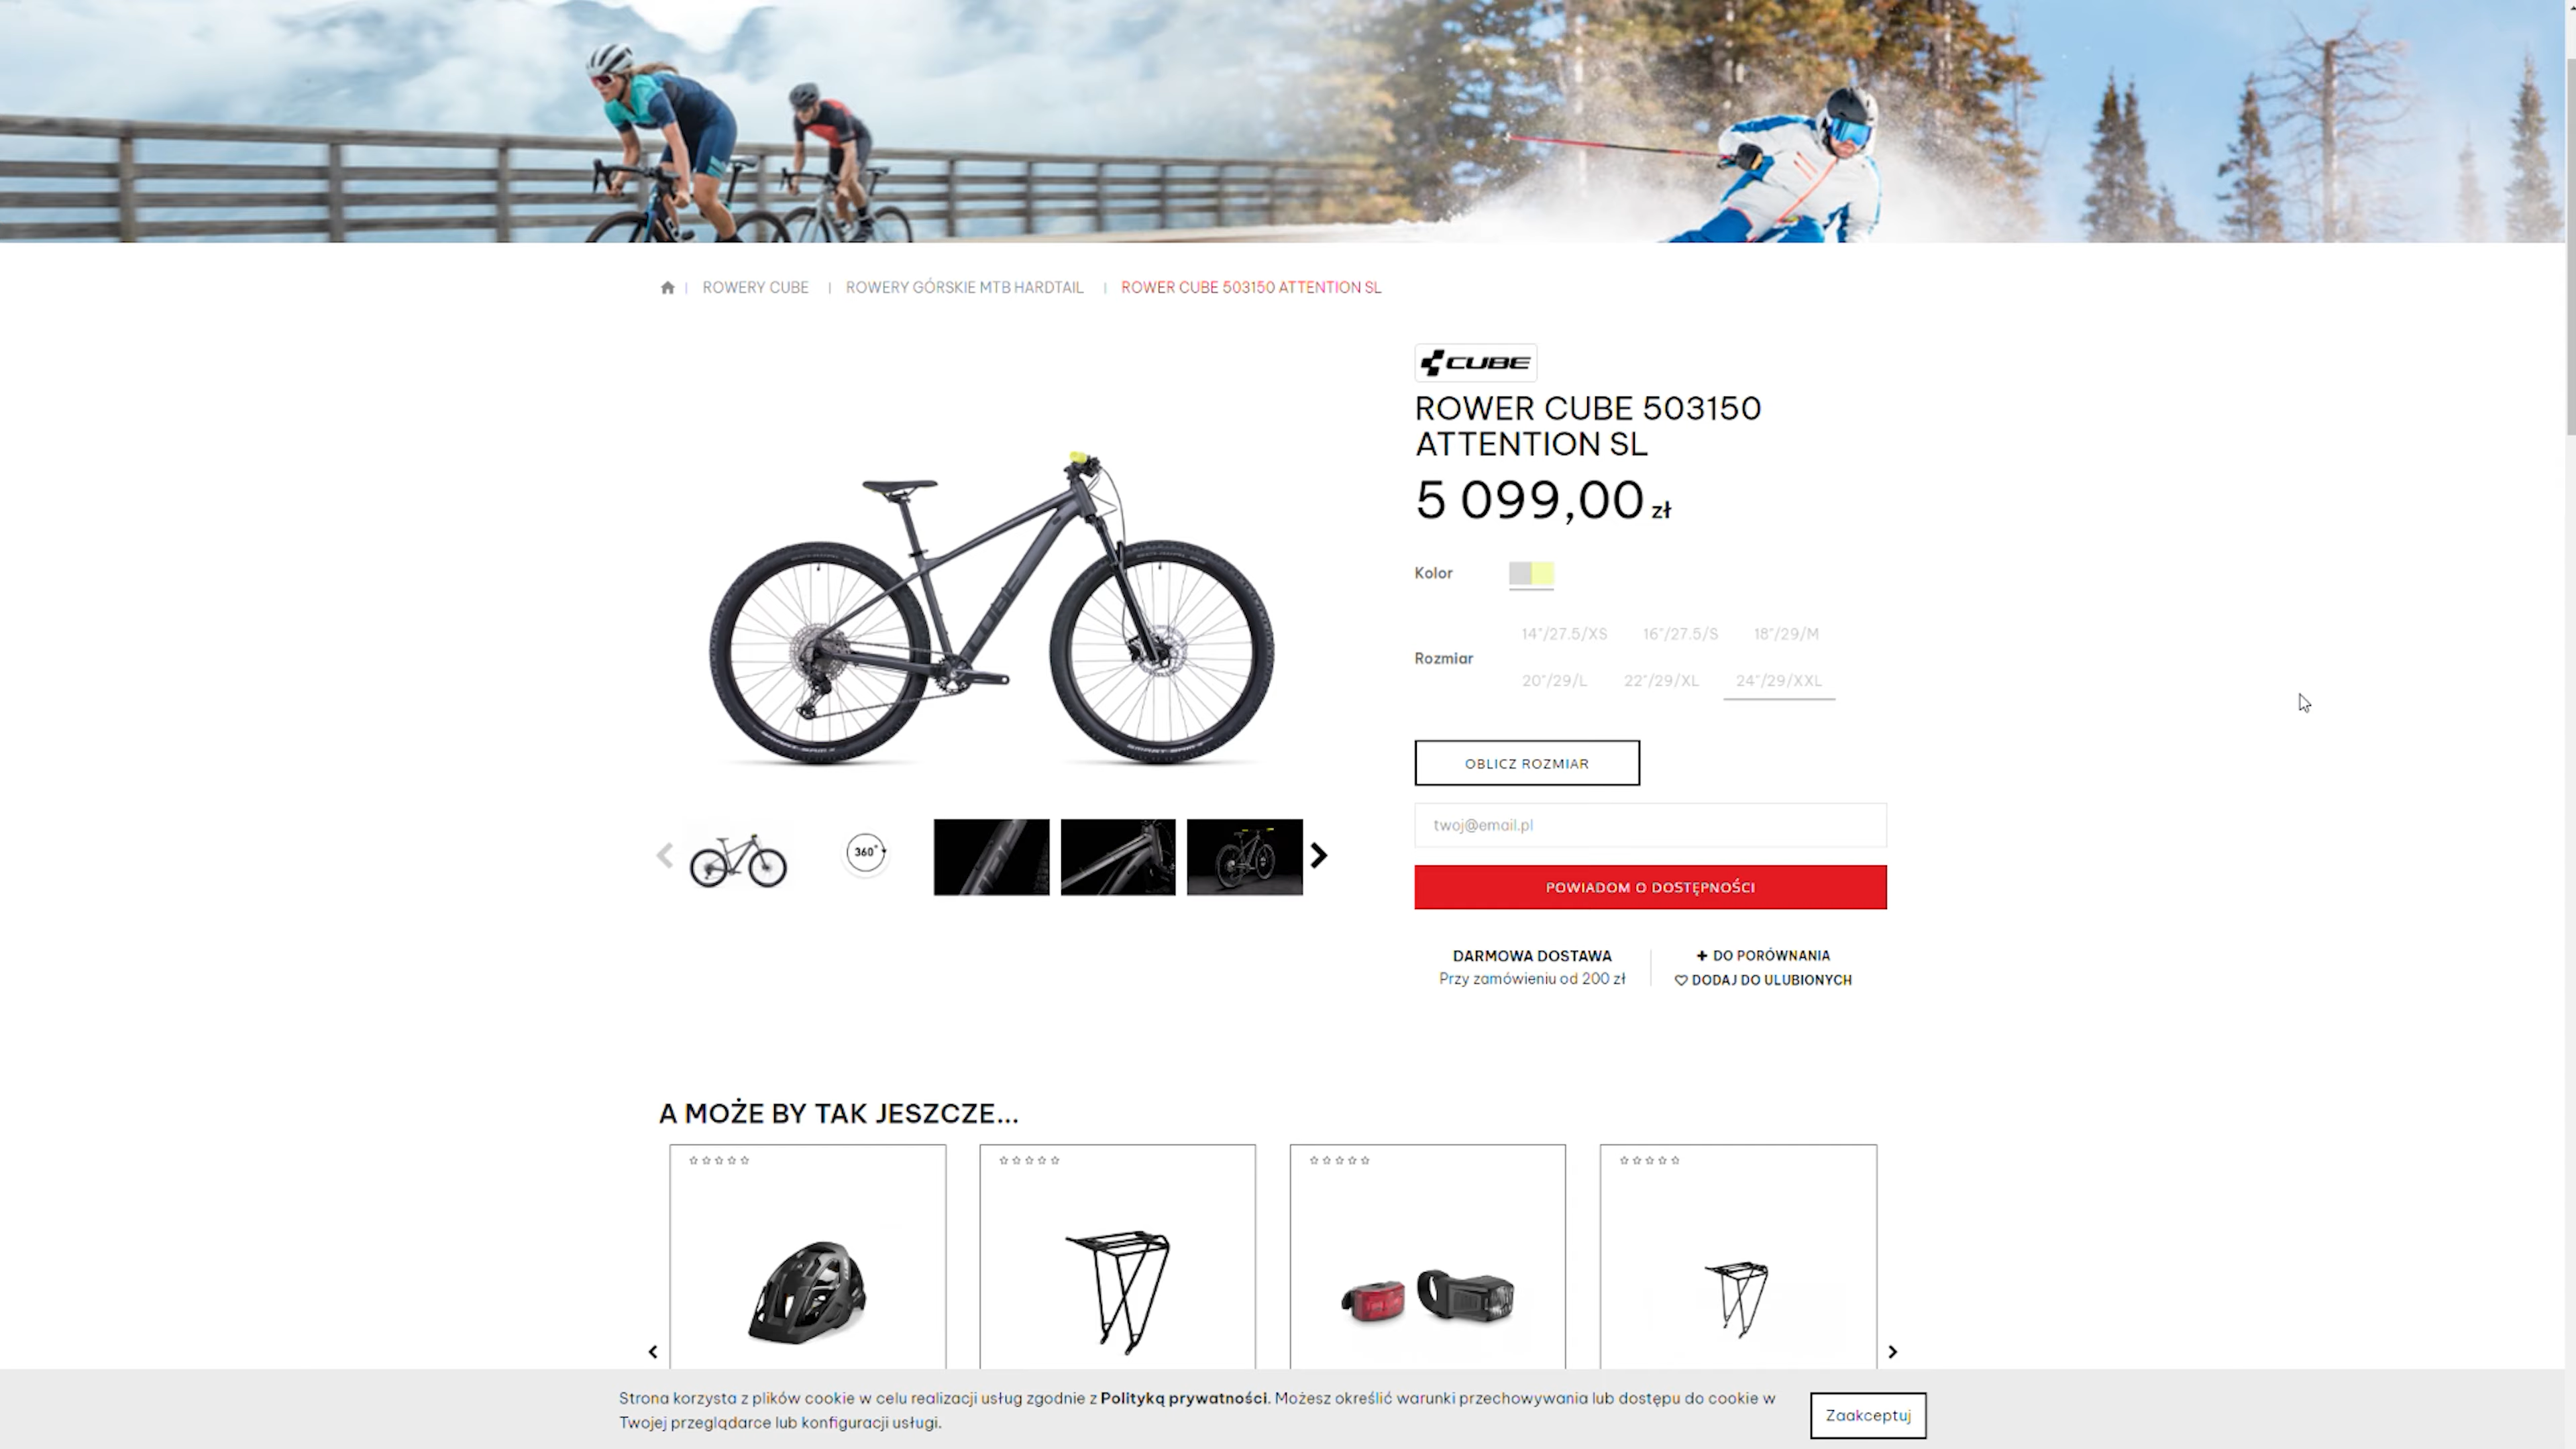 ROWERY CUBE | ROWERY GÓRSKIE MTB HARDTAIL | ROWER CUBE 503150 ATTENTION SL
CUBE
ROWER CUBE 503150
ATTENTION SL
5 099,00 zł
Kolor
Rozmiar
14"/27.5/XS 16"/27.5/S 18"/29/M
20"/29/L 22"/29/XL 24"/29/XXL
OBLICZ ROZMIAR
twoj@email.pl
360°
POWIADOM O DOSTĘPNOŚCI
DARMOWA DOSTAWA
Przy zamówieniu od 200 zł
DO PORÓWNANIA
DODAJ DO ULUBIONYCH
A MOŻE BY TAK JESZCZE...
Strona korzysta z plików cookie w celu realizacji usług zgodnie z Polityką prywatności. Możesz określić warunki przechowywania lub dostępu do cookie w
Twojej przeglądarce lub konfiguracji usługi.
Zaakceptuj